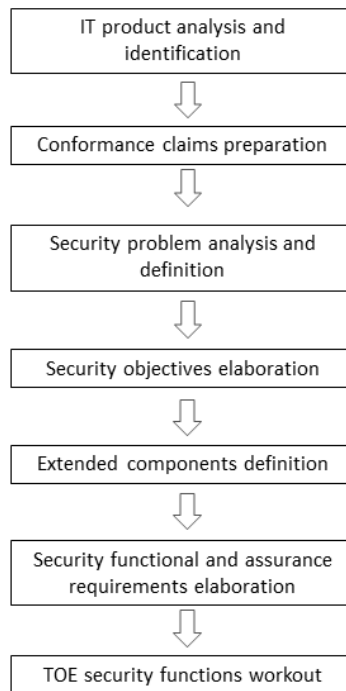 IT product analysis and
identification
Conformance claims preparation
Security problem analysis and
definition
Security objectives elaboration
Extended components definition
Security functional and assurance
requirements elaboration
TOE security functions workout